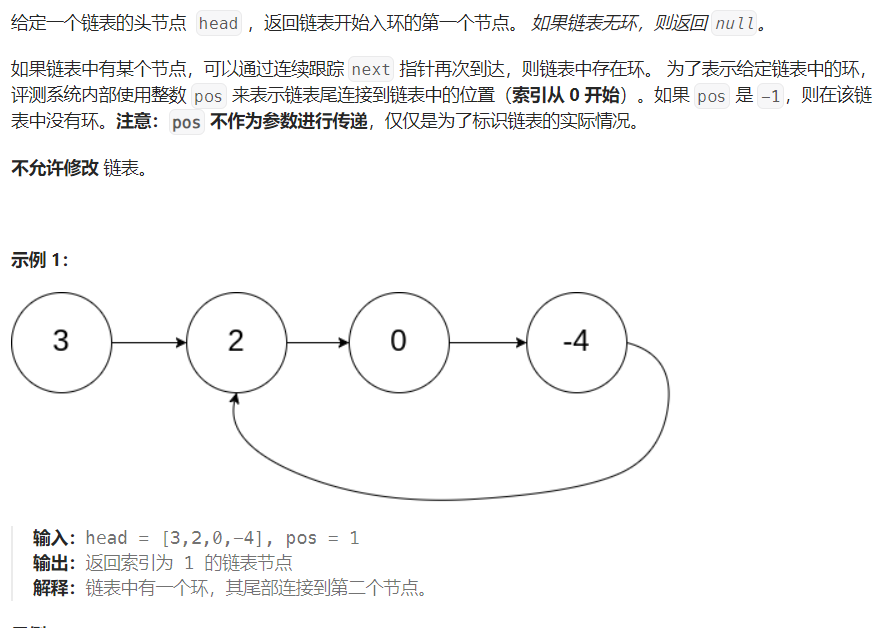 给定一个链表的头节点 head ，返回链表开始入环的第一个节点。 如果链表无环，则返回 null。
如果链表中有某个节点，可以通过连续跟踪 next 指针再次到达，则链表中存在环。 为了表示给定链表中的环，
评测系统内部使用整数 pos 来表示链表尾连接到链表中的位置（索引从 0 开始）。如果 pos 是 -1，则在该链
表中没有环。注意：pos 不作为参数进行传递，仅仅是为了标识链表的实际情况。
不允许修改 链表。
示例 1：
3 2 0 -4
输入：head = [3,2,0,-4], pos = 1
输出：返回索引为 1 的链表节点
解释：链表中有一个环，其尾部连接到第二个节点。